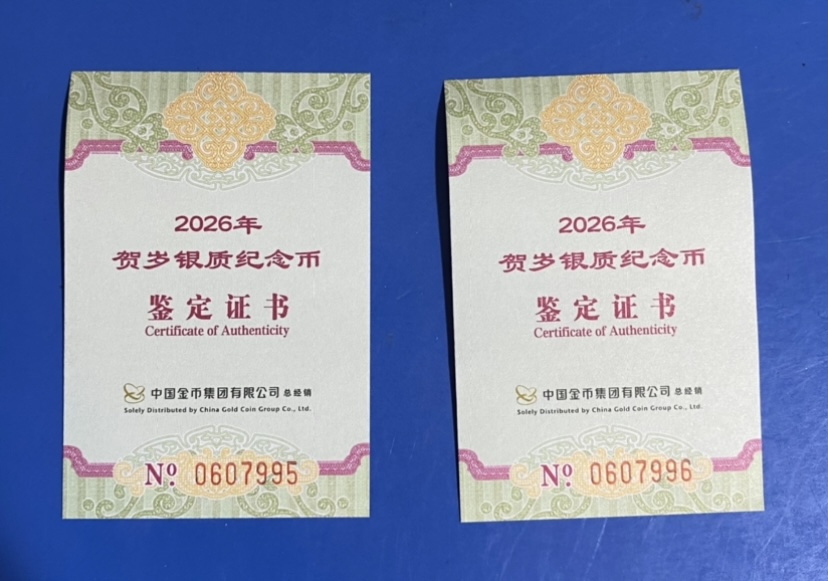 2026年
贺岁银质纪念币
鉴定证书
Certificate of Authenticity
中国金币集团有限公司 总经销
Solely Distributed by China Gold Coin Group Co., Ltd.
Nº 0607995
2026年
贺岁银质纪念币
鉴定证书
Certificate of Authenticity
中国金币集团有限公司 总经销
Solely Distributed by China Gold Coin Group Co., Ltd.
Nº 0607996